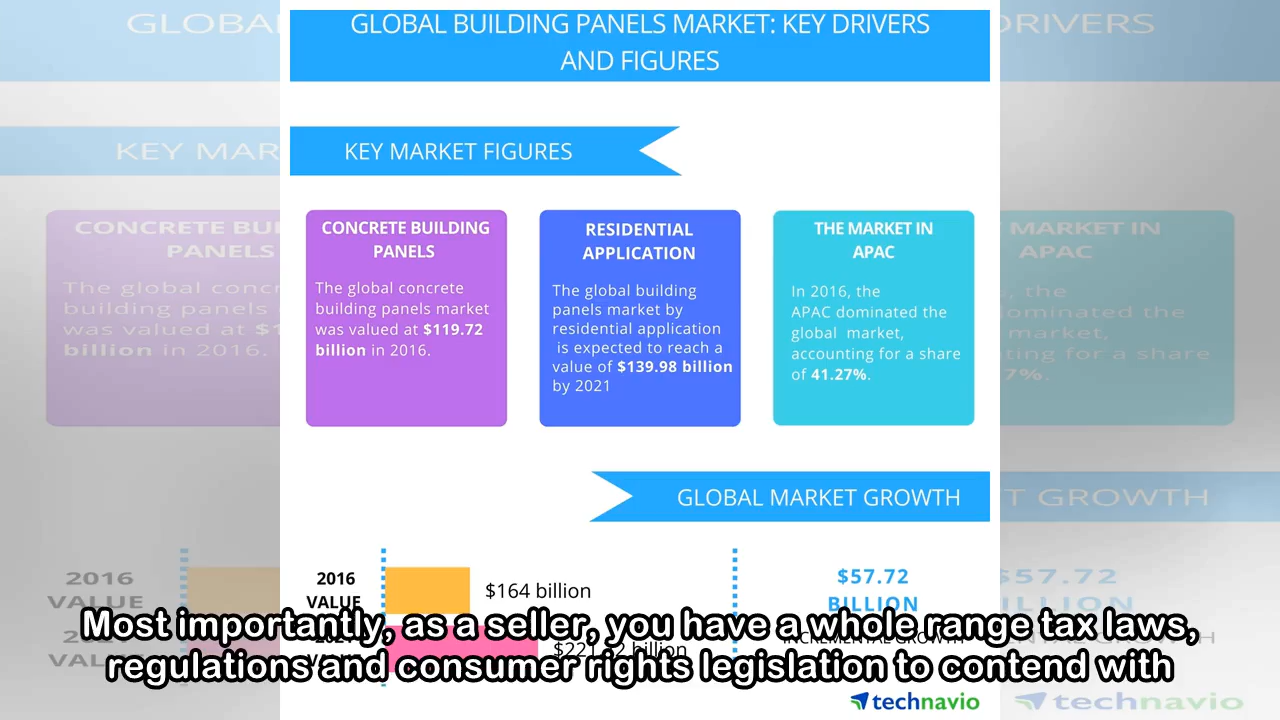 GLOBAL BUILDING PANELS MARKET: KEY DRIVERS
AND FIGURES
KEY MARKET FIGURES
CONCRETE BUILDING
PANELS
The global concrete
building panels market
was valued at $119.72
billion in 2016.
RESIDENTIAL
APPLICATION
The global building
panels market by
residential application
is expected to reach a
value of $139.98 billion
by 2021
THE MARKET IN
APAC
In 2016, the
APAC dominated the
global market,
accounting for a share
of 41.27%.
GLOBAL MARKET GROWTH
2016
VALUE
$164 billion
$57.72
BILLION
INCREMENTAL GROWTH
Most importantly, as a seller, you have a whole range tax laws,
regulations and consumer rights legislation to contend with
technavio